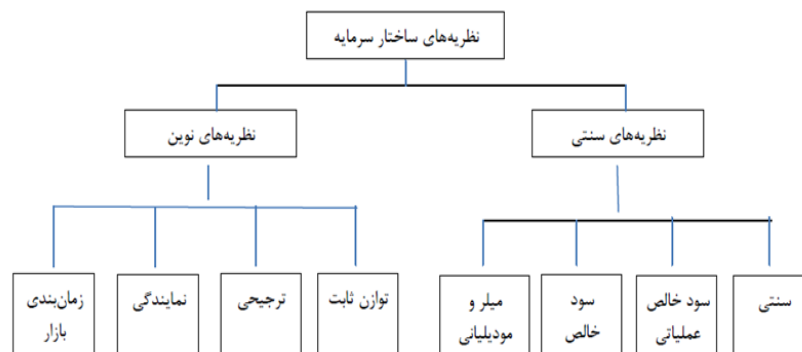 نظریه‌های ساختار سرمایه
نظریه‌های سنتی
نظریه‌های نوین
سنتی
سود خالص
عملیاتی
سود
خالص
میلر و
مودیلیانی
توازن ثابت
ترجیحی
نمایندگی
زمان‌بندی
بازار